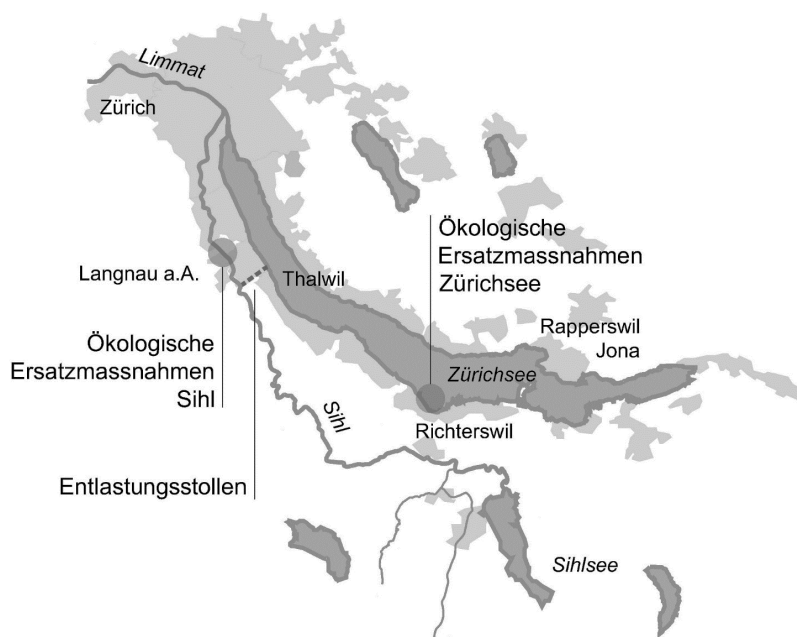 Limmat
Zürich
Ökologische
Ersatzmassnahmen
Zürichsee
Langnau a.A.
Thalwil
Ökologische
Ersatzmassnahmen
Sihl
Rapperswil
Jona
Zürichsee
Sihl
Richterswil
Entlastungsstollen
Sihlsee